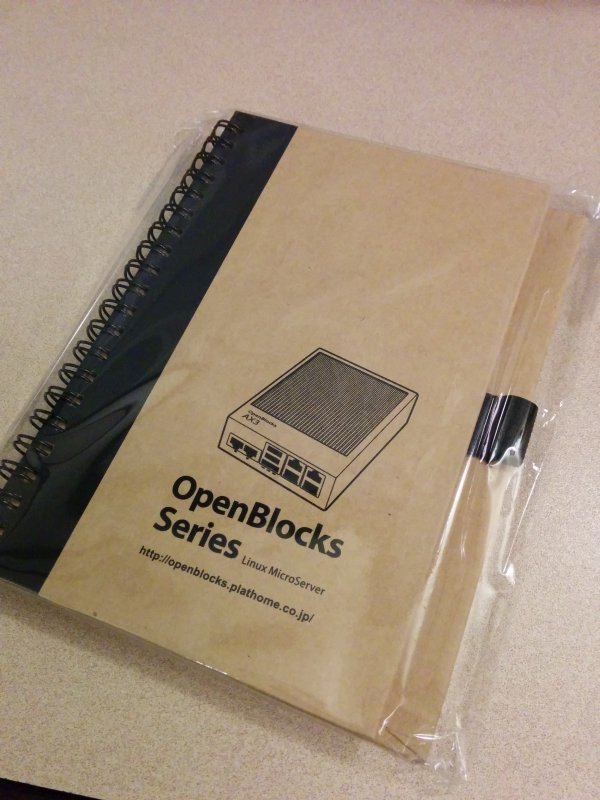 OpenBlocks
AX3
OpenBlocks
Series Linux MicroServer
http://openblocks.plathome.co.jp/